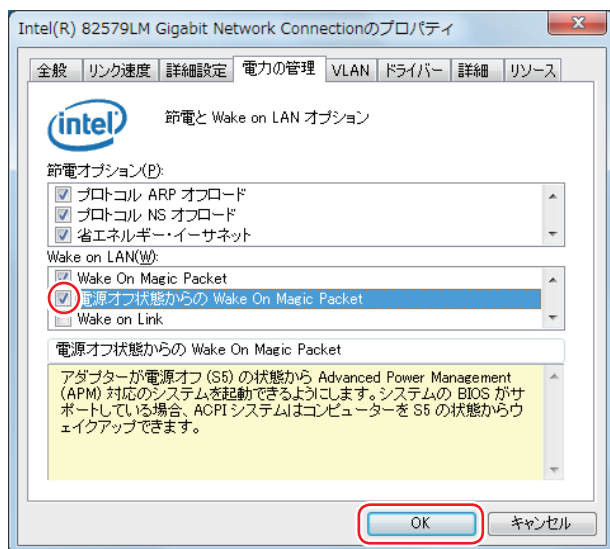 Intel(R) 82579LM Gigabit Network Connectionのプロパティ
全般 リンク速度 詳細設定 電力の管理 VLAN ドライバー 詳細 リソース
intel
節電と Wake on LAN オプション
節電オプション(P):
プロトコル ARP オフロード
プロトコル NS オフロード
省エネルギー・イーサネット
Wake on LAN(W):
Wake On Magic Packet
電源オフ状態からの Wake On Magic Packet
Wake on Link
電源オフ状態からの Wake On Magic Packet
アダプターが電源オフ (S5) の状態から Advanced Power Management
(APM) 対応のシステムを起動できるようにします。システムの BIOS がサ
ポートしている場合、ACPI システムはコンピューターを S5 の状態からウ
ェイクアップできます。
OK キャンセル